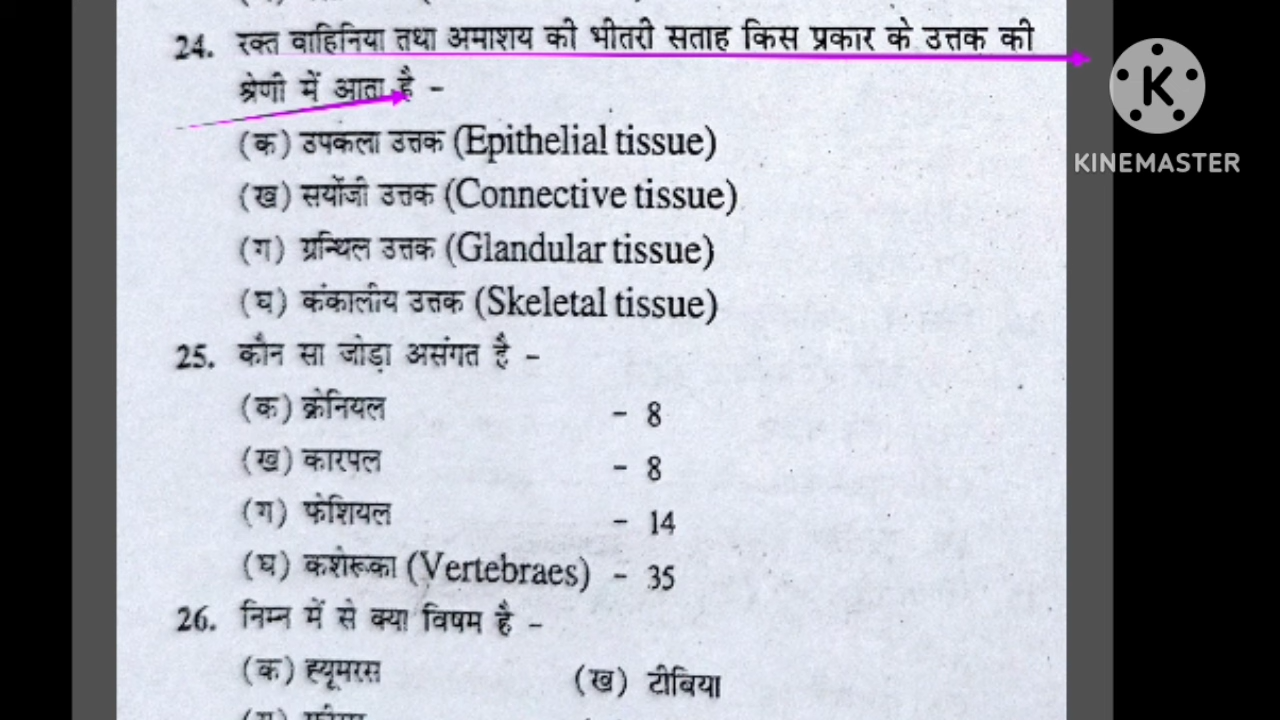 24. रक्त वाहिनिया तथा अमाशय की भीतरी सताह किस प्रकार के उत्तक की
श्रेणी में आता है -
(क) उपकला उत्तक (Epithelial tissue)
(ख) सयोंजी उत्तक (Connective tissue)
(ग) ग्रन्थिल उत्तक (Glandular tissue)
(घ) कंकालीय उत्तक (Skeletal tissue)
25. कौन सा जोड़ा असंगत है -
(क) क्रेनियल - 8
(ख) कारपल - 8
(ग) फेशियल - 14
(घ) कशेरूका (Vertebraes) - 35
26. निम्न में से क्या विषम है -
(क) ह्यूमरस (ख) टीबिया
K
KINEMASTER